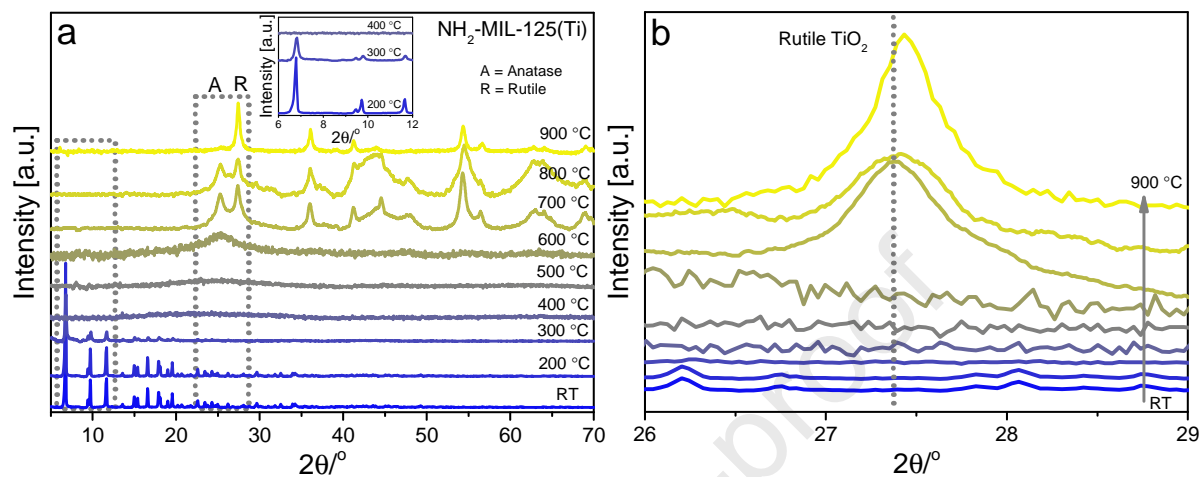 a
NH₂-MIL-125(Ti)
A = Anatase
R = Rutile
A R
Intensity [a.u.]
400 °C
300 °C
200 °C
6 8 10 12
2θ/°
Intensity [a.u.]
900 °C
800 °C
700 °C
600 °C
500 °C
400 °C
300 °C
200 °C
RT
10 20 30 40 50 60 70
2θ/°
b
Rutile TiO₂
Intensity [a.u.]
900 °C
RT
26 27 28 29
2θ/°
proof